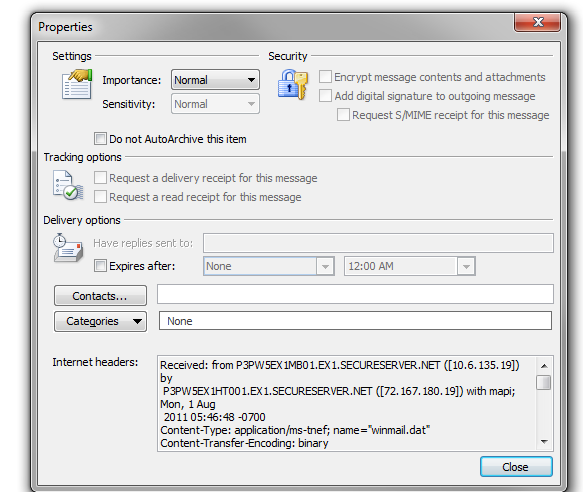 Properties
Settings
Security
Importance: Normal
Encrypt message contents and attachments
Sensitivity: Normal
Add digital signature to outgoing message
Request S/MIME receipt for this message
Do not AutoArchive this item
Tracking options
Request a delivery receipt for this message
Request a read receipt for this message
Delivery options
Have replies sent to:
Expires after: None 12:00 AM
Contacts...
Categories None
Internet headers:
Received: from P3PW5EX1MB01.EX1.SECURESERVER.NET ([10.6.135.19])
by
P3PW5EX1HT001.EX1.SECURESERVER.NET ([72.167.180.19]) with mapi;
Mon, 1 Aug
2011 05:46:48 -0700
Content-Type: application/ms-tnef; name="winmail.dat"
Content-Transfer-Encoding: binary
Close